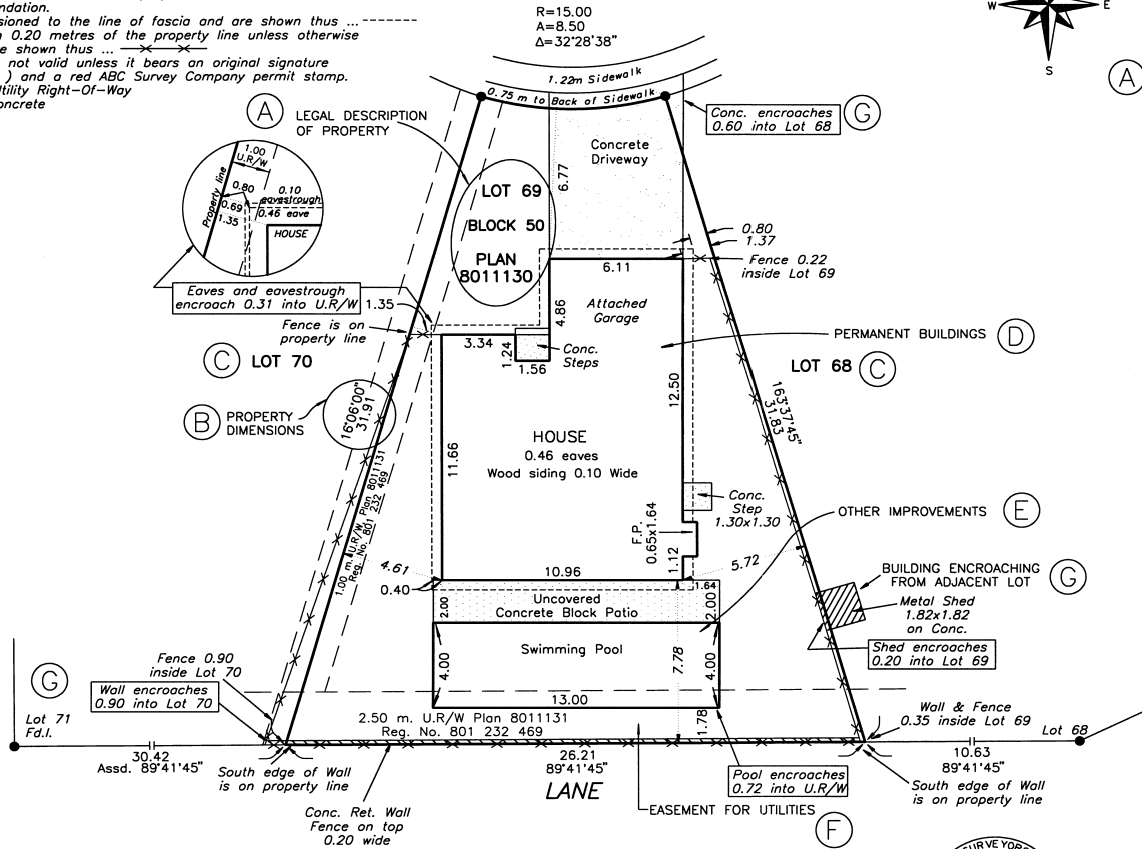 ndation.
sioned to the line of fascia and are shown thus ...
n 0.20 metres of the property line unless otherwise
e shown thus ...
not valid unless it bears an original signature
) and a red ABC Survey Company permit stamp.
tility Right-Of-Way
oncrete
R=15.00
A=8.50
Δ=32°28'38"
W
E
S
A
1.22m Sidewalk
0.75 m to Back of Sidewalk
A
LEGAL DESCRIPTION
OF PROPERTY
Conc. encroaches
0.60 into Lot 68
G
Concrete
Driveway
6.77
1.00
U.R/W
Property line
0.80
0.10
eavestrough
0.69
0.46 eave
1.35
HOUSE
LOT 69
BLOCK 50
PLAN
8011130
0.80
1.37
Fence 0.22
inside Lot 69
6.11
Eaves and eavestrough
encroach 0.31 into U.R/W
1.35
4.86
Attached
Garage
Fence is on
property line
PERMANENT BUILDINGS
D
3.34
1.24
1.56
Conc.
Steps
C
LOT 70
LOT 68
C
12.50
163°37'45"
31.83
B
PROPERTY
DIMENSIONS
16°06'00"
31.91
HOUSE
0.46 eaves
Wood siding 0.10 Wide
11.66
1.00 m. U.R/W Plan 8011131
Reg. No. 801 232 469
Conc.
Step
1.30x1.30
F.P.
0.65x1.64
OTHER IMPROVEMENTS
E
1.12
5.72
4.61
0.40
10.96
1.64
BUILDING ENCROACHING
FROM ADJACENT LOT
G
Metal Shed
1.82x1.82
on Conc.
Uncovered
Concrete Block Patio
2.00
2.00
Shed encroaches
0.20 into Lot 69
Swimming Pool
4.00
4.00
7.78
13.00
Fence 0.90
inside Lot 70
G
Wall encroaches
0.90 into Lot 70
2.50 m. U.R/W Plan 8011131
Reg. No. 801 232 469
1.78
Wall & Fence
0.35 inside Lot 69
Lot 71
Fd.I.
Lot 68
30.42
Assd. 89°41'45"
26.21
89°41'45"
10.63
89°41'45"
South edge of Wall
is on property line
LANE
Pool encroaches
0.72 into U.R/W
South edge of Wall
is on property line
Conc. Ret. Wall
Fence on top
0.20 wide
EASEMENT FOR UTILITIES
F
SURVEYORS